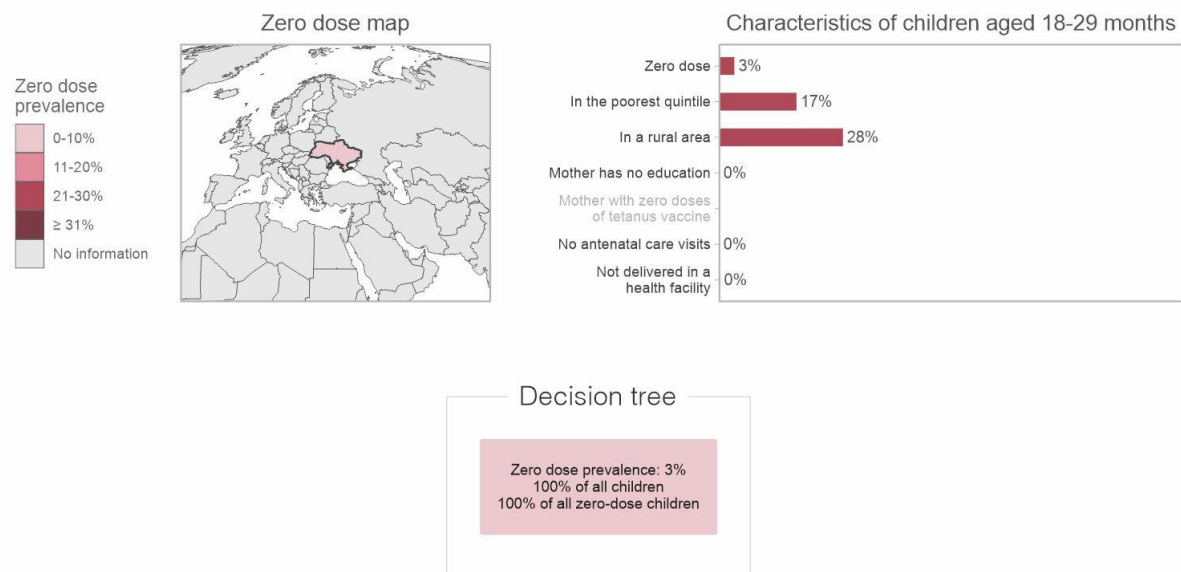 Zero dose map
Zero dose
prevalence
0-10%
11-20%
21-30%
≥ 31%
No information
Characteristics of children aged 18-29 months
Zero dose 3%
In the poorest quintile 17%
In a rural area 28%
Mother has no education 0%
Mother with zero doses
of tetanus vaccine
No antenatal care visits 0%
Not delivered in a
health facility 0%
Decision tree
Zero dose prevalence: 3%
100% of all children
100% of all zero-dose children